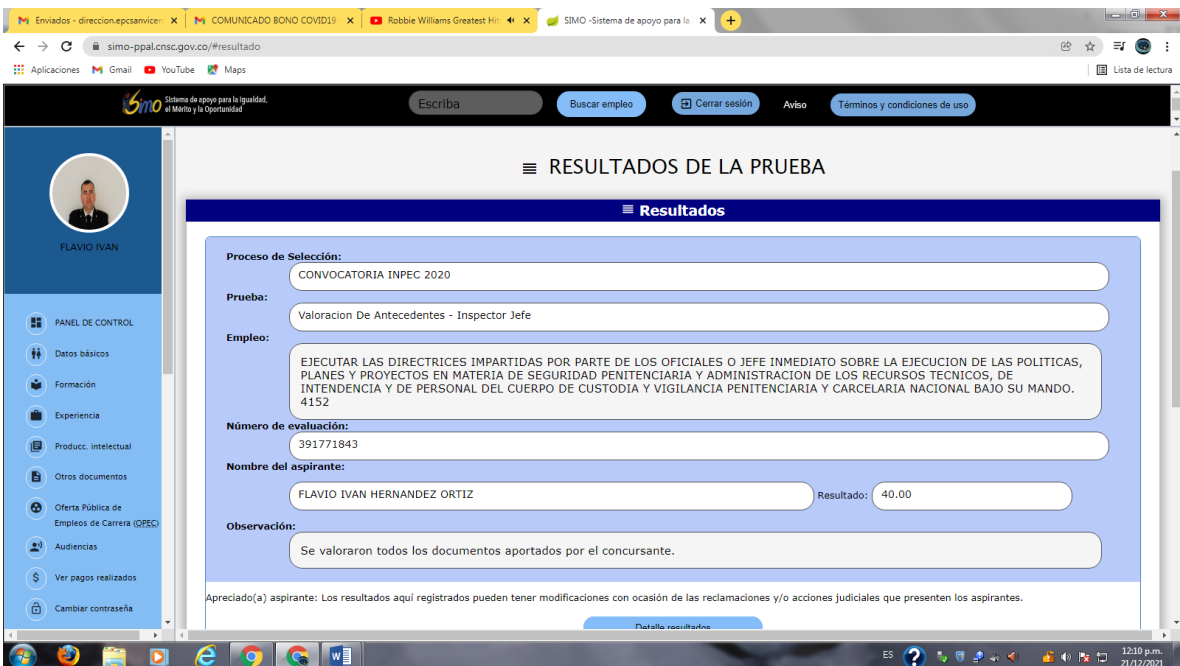 Enviados - direccion.epcsanvicen
COMUNICADO BONO COVID19
Robbie Williams Greatest Hit
SIMO -Sistema de apoyo para la
simo-ppal.cnsc.gov.co/#resultado
Aplicaciones
Gmail
YouTube
Maps
Lista de lectura
Simo
Sistema de apoyo para la Igualdad,
el Mérito y la Oportunidad
Escriba
Buscar empleo
Cerrar sesión
Aviso
Términos y condiciones de uso
FLAVIO IVAN
PANEL DE CONTROL
Datos básicos
Formación
Experiencia
Producc. intelectual
Otros documentos
Oferta Pública de
Empleos de Carrera (OPEC)
Audiencias
Ver pagos realizados
Cambiar contraseña
RESULTADOS DE LA PRUEBA
Resultados
Proceso de Selección:
CONVOCATORIA INPEC 2020
Prueba:
Valoracion De Antecedentes - Inspector Jefe
Empleo:
EJECUTAR LAS DIRECTRICES IMPARTIDAS POR PARTE DE LOS OFICIALES O JEFE INMEDIATO SOBRE LA EJECUCION DE LAS POLITICAS,
PLANES Y PROYECTOS EN MATERIA DE SEGURIDAD PENITENCIARIA Y ADMINISTRACION DE LOS RECURSOS TECNICOS, DE
INTENDENCIA Y DE PERSONAL DEL CUERPO DE CUSTODIA Y VIGILANCIA PENITENCIARIA Y CARCELARIA NACIONAL BAJO SU MANDO.
4152
Número de evaluación:
391771843
Nombre del aspirante:
FLAVIO IVAN HERNANDEZ ORTIZ
Resultado:
40.00
Observación:
Se valoraron todos los documentos aportados por el concursante.
Apreciado(a) aspirante: Los resultados aquí registrados pueden tener modificaciones con ocasión de las reclamaciones y/o acciones judiciales que presenten los aspirantes.
Detalle resultados
ES
12:10 p.m.
21/12/2021